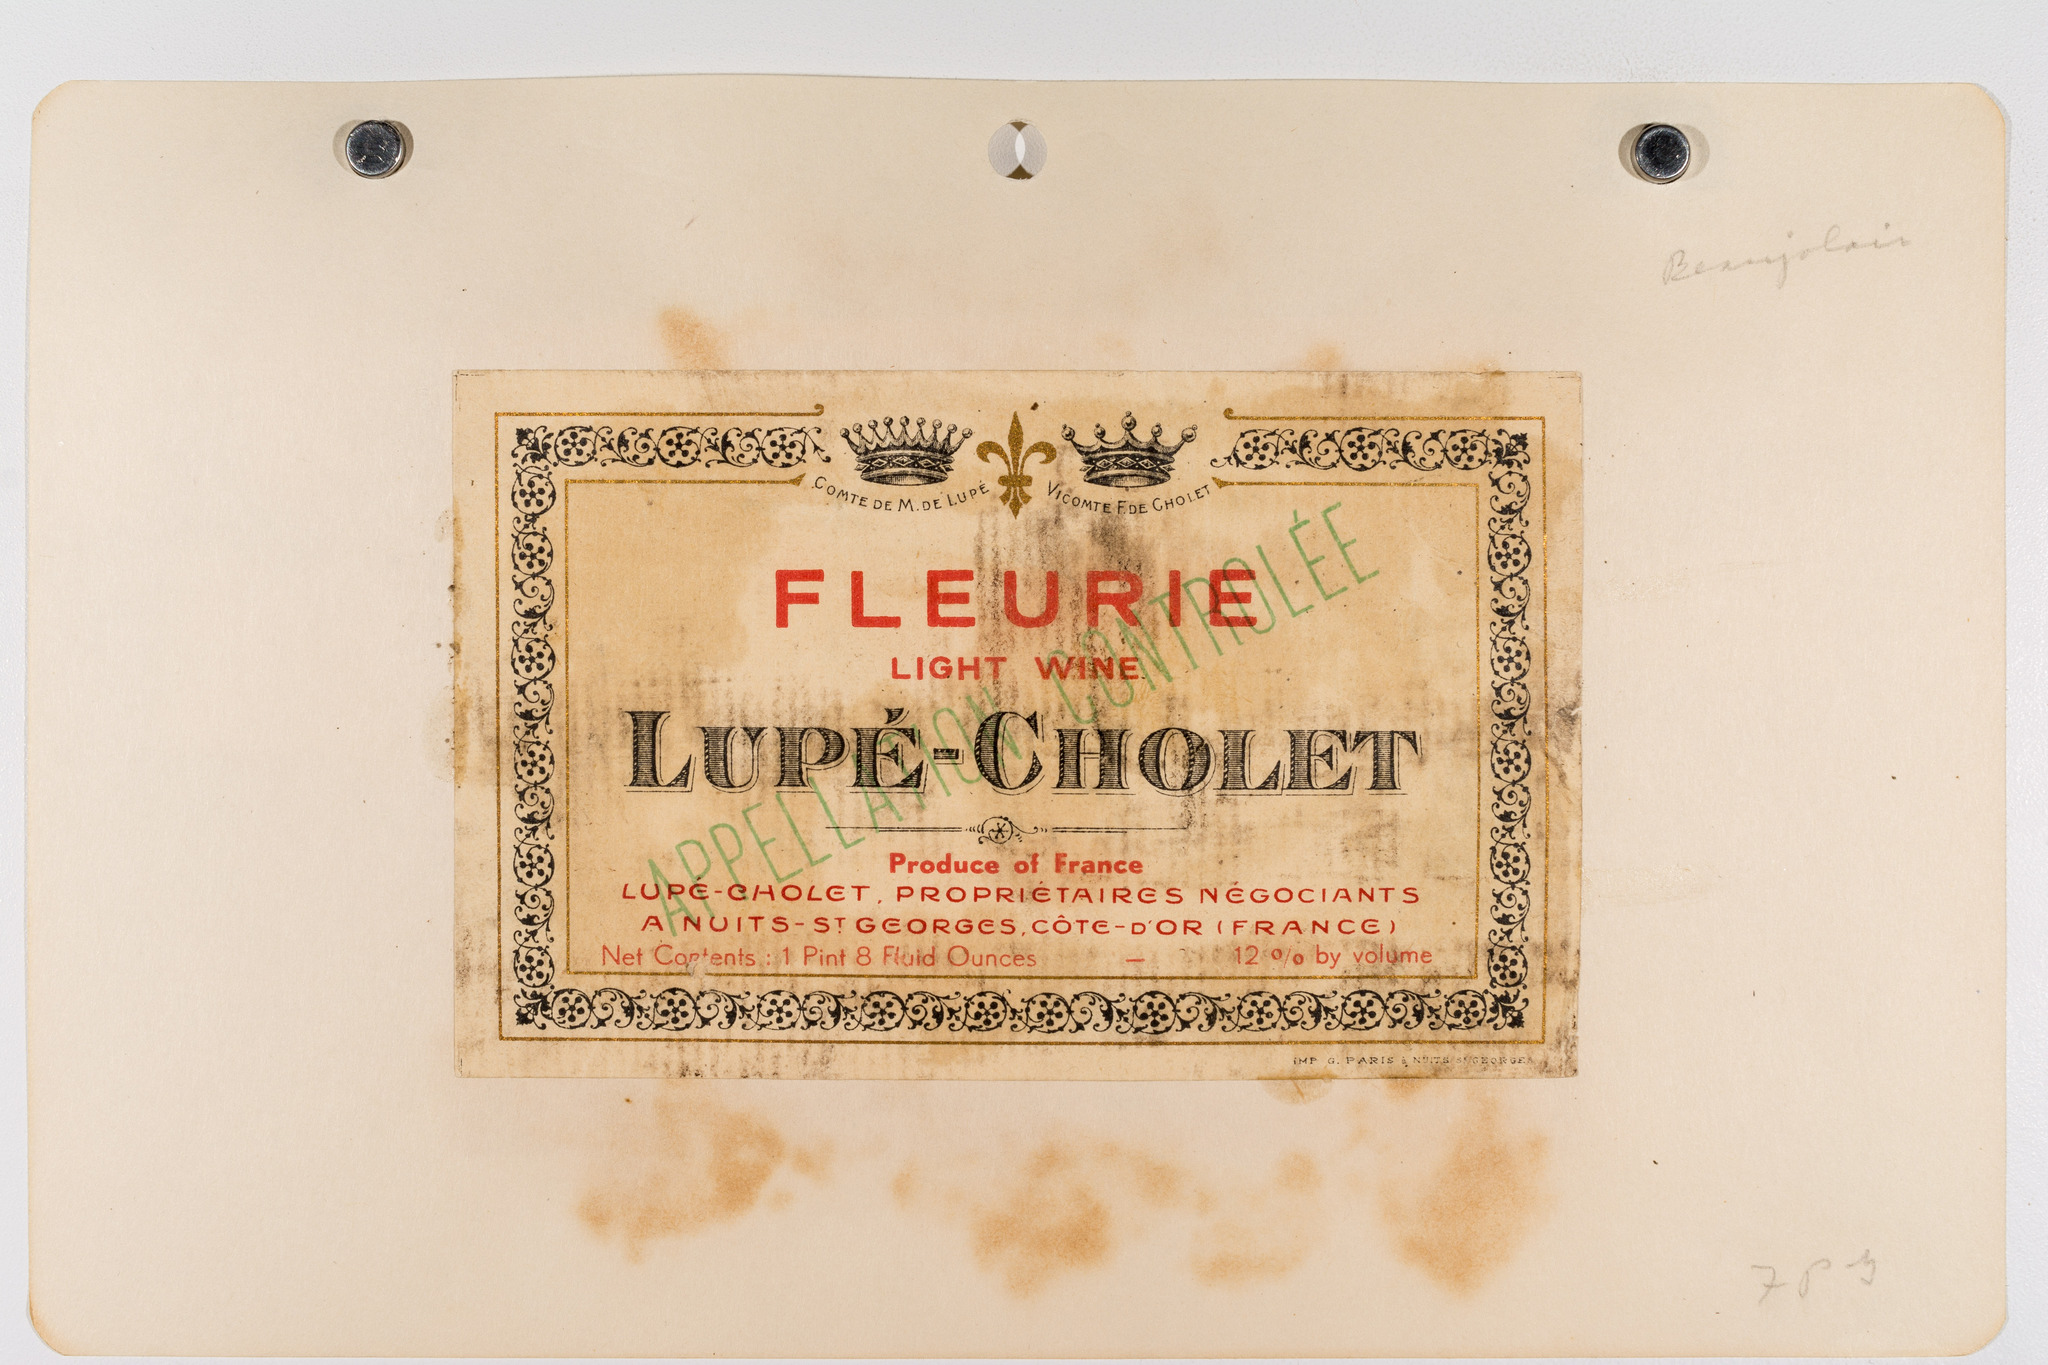 Beaujolais
COMTE DE M. DE LUPÉ
VICOMTE F. DE CHOLET
FLEURIE
LIGHT WINE
LUPÉ-CHOLET
APPELLATION CONTROLÉE
Produce of France
LUPÉ-CHOLET, PROPRIÉTAIRES NÉGOCIANTS
A NUITS-ST GEORGES, CÔTE-D'OR (FRANCE)
Net Contents : 1 Pint 8 Fluid Ounces — 12 % by volume
IMP G. PARIS À NUITS ST GEORGES